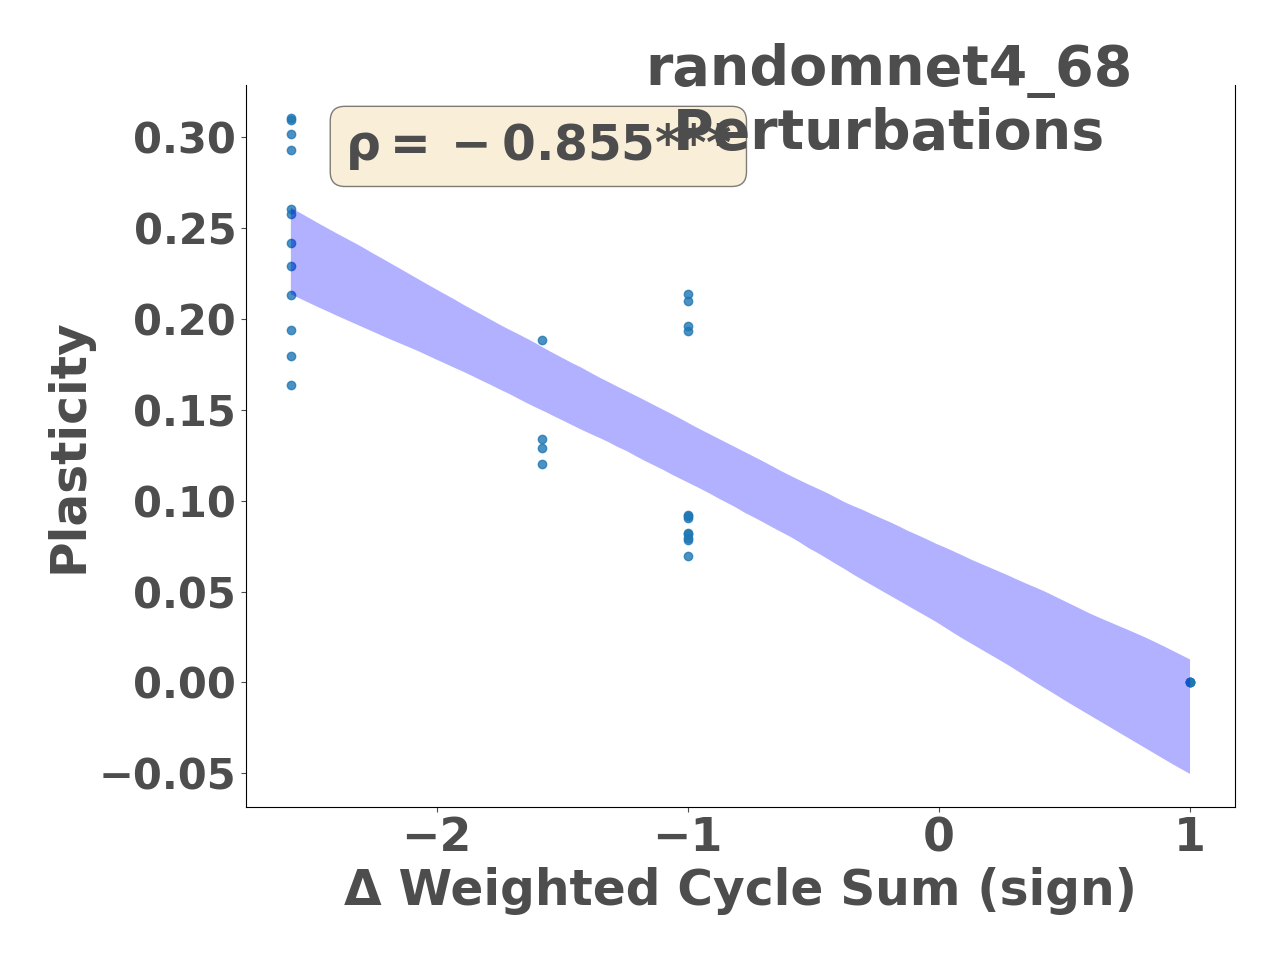 randomnet4_68
Perturbations
ρ = −0.855***
0.30
0.25
0.20
0.15
0.10
0.05
0.00
−0.05
Plasticity
−2
−1
0
1
Δ Weighted Cycle Sum (sign)